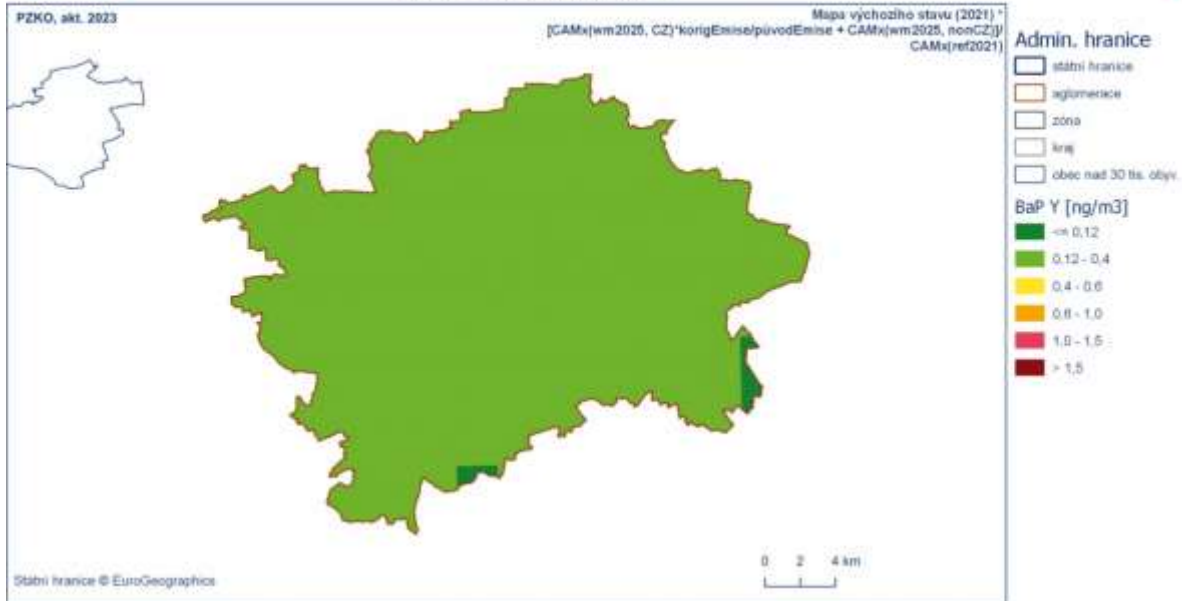 PZKO, akt. 2023
Mapa výchozího stavu (2021) *
[CAMx(wm2025, CZ)*korigEmise/původEmise + CAMx(wm2025, nonCZ)]/
CAMx(ref2021)
Admin. hranice
státní hranice
aglomerace
zóna
kraj
obec nad 30 tis. obyv.
BaP Y [ng/m3]
<= 0,12
0,12 - 0,4
0,4 - 0,6
0,6 - 1,0
1,0 - 1,5
> 1,5
0 2 4 km
Státní hranice © EuroGeographics